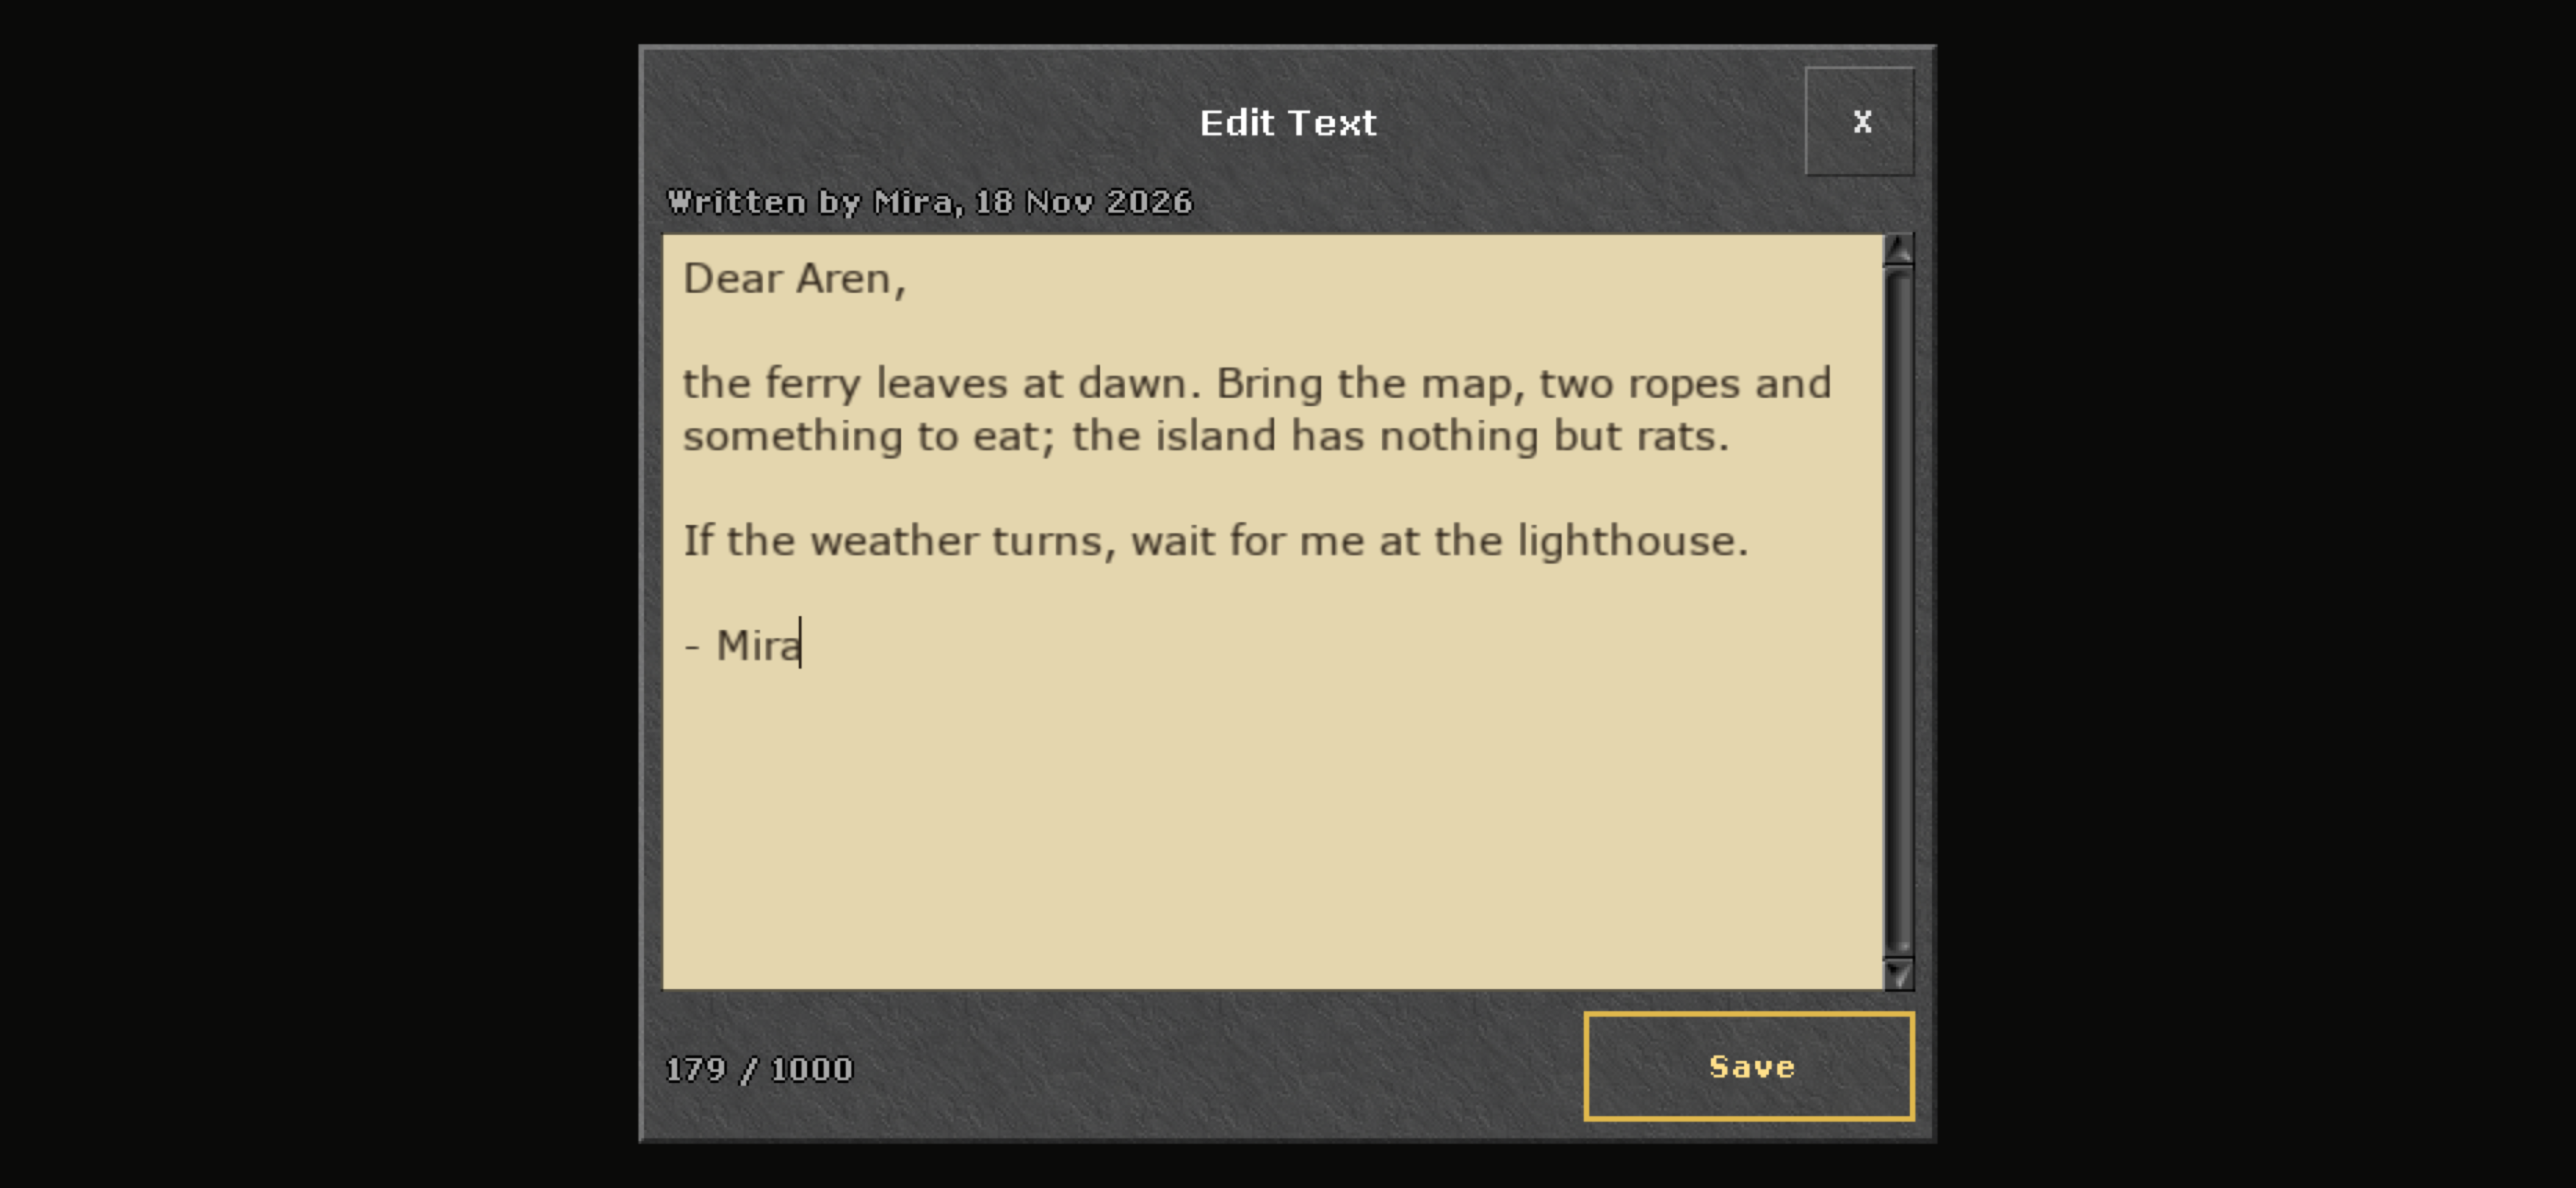 Edit Text
X
Written by Mira, 18 Nov 2026
Dear Aren,
the ferry leaves at dawn. Bring the map, two ropes and
something to eat; the island has nothing but rats.
If the weather turns, wait for me at the lighthouse.
- Mira
179 / 1000
Save